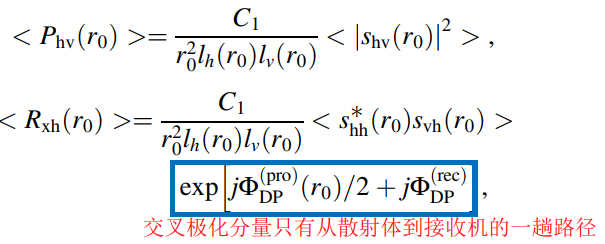 < P_hv(r_0) >= \frac{C_1}{r_0^2 l_h(r_0) l_v(r_0)} < |s_hv(r_0)|^2 > ,
< R_xh(r_0) >= \frac{C_1}{r_0^2 l_h(r_0) l_v(r_0)} < s_hh^*(r_0) s_vh(r_0) >
exp [jΦ_DP^(pro)(r_0)/2 + jΦ_DP^(rec)] ,
交叉极化分量只有从散射体到接收机的一趟路径